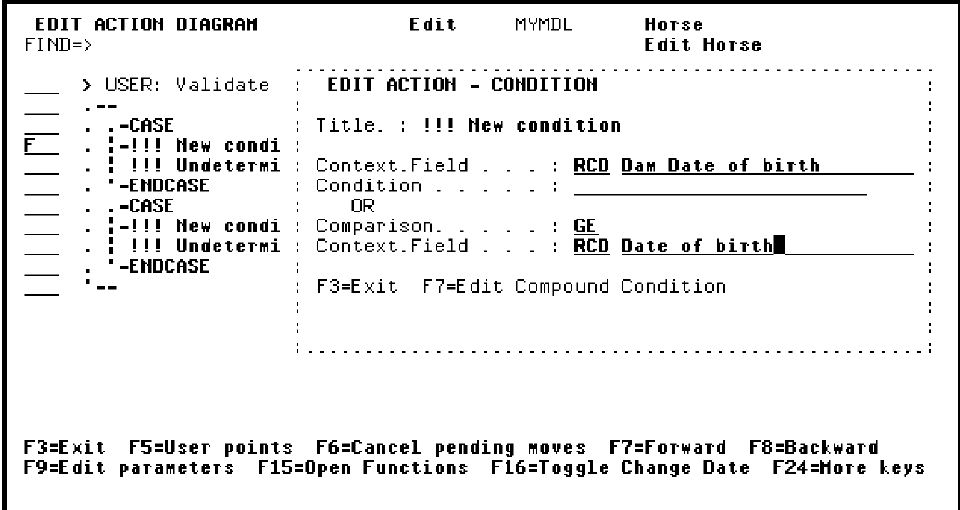 EDIT ACTION DIAGRAM Edit MYMDL Horse
FIND=> Edit Horse
> USER: Validate
.--
. .-CASE
F . |-!!! New condi
. | !!! Undetermi
. '-ENDCASE
. .-CASE
. |-!!! New condi
. | !!! Undetermi
. '-ENDCASE
'--
EDIT ACTION - CONDITION
Title. : !!! New condition
Context.Field . . . : RCD Dam Date of birth
Condition . . . . . :
OR
Comparison. . . . . : GE
Context.Field . . . : RCD Date of birth
F3=Exit F7=Edit Compound Condition
F3=Exit F5=User points F6=Cancel pending moves F7=Forward F8=Backward
F9=Edit parameters F15=Open Functions F16=Toggle Change Date F24=More keys